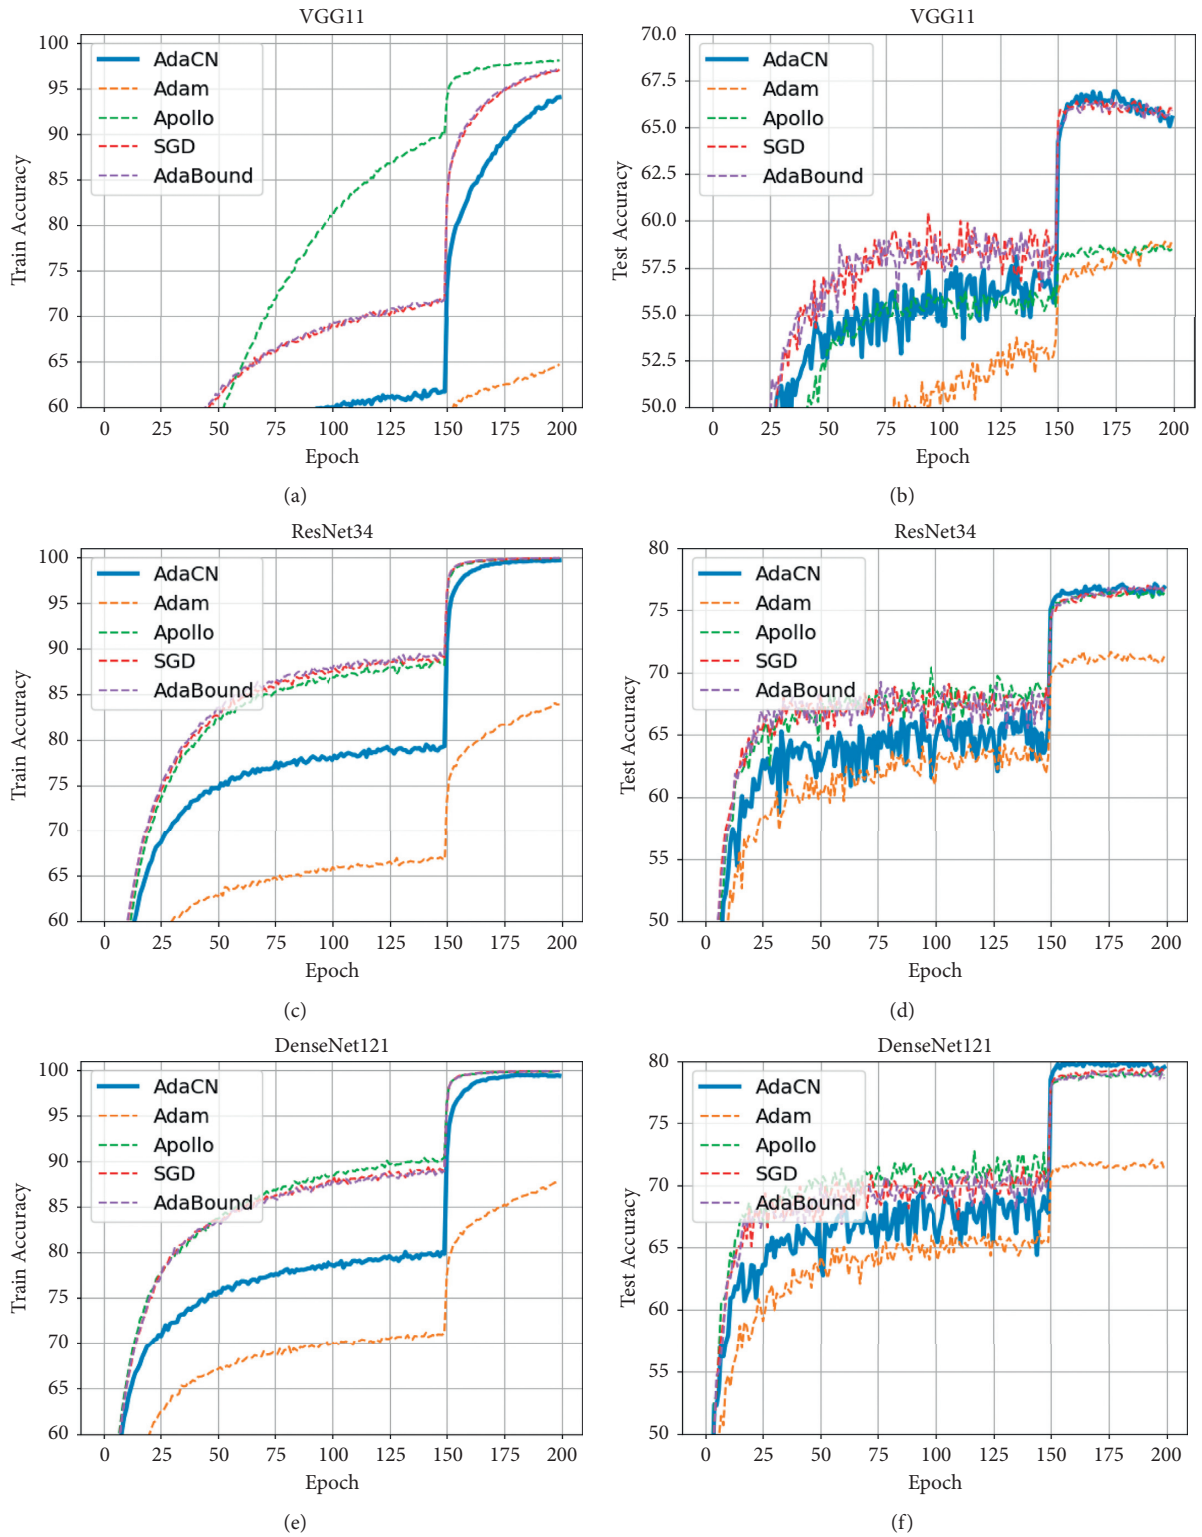 VGG11
100
95
90
85
80
75
70
65
60
Train Accuracy
AdaCN
Adam
Apollo
SGD
AdaBound
0 25 50 75 100 125 150 175 200
Epoch
(a)
VGG11
70.0
67.5
65.0
62.5
60.0
57.5
55.0
52.5
50.0
Test Accuracy
AdaCN
Adam
Apollo
SGD
AdaBound
0 25 50 75 100 125 150 175 200
Epoch
(b)
ResNet34
100
95
90
85
80
75
70
65
60
Train Accuracy
AdaCN
Adam
Apollo
SGD
AdaBound
0 25 50 75 100 125 150 175 200
Epoch
(c)
ResNet34
80
75
70
65
60
55
50
Test Accuracy
AdaCN
Adam
Apollo
SGD
AdaBound
0 25 50 75 100 125 150 175 200
Epoch
(d)
DenseNet121
100
95
90
85
80
75
70
65
60
Train Accuracy
AdaCN
Adam
Apollo
SGD
AdaBound
0 25 50 75 100 125 150 175 200
Epoch
(e)
DenseNet121
80
75
70
65
60
55
50
Test Accuracy
AdaCN
Adam
Apollo
SGD
AdaBound
0 25 50 75 100 125 150 175 200
Epoch
(f)